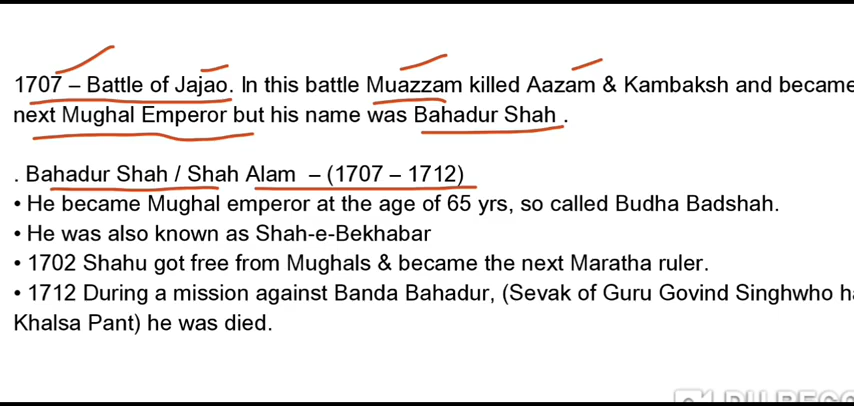 1707 – Battle of Jajao. In this battle Muazzam killed Aazam & Kambaksh and became
next Mughal Emperor but his name was Bahadur Shah .
. Bahadur Shah / Shah Alam – (1707 – 1712)
• He became Mughal emperor at the age of 65 yrs, so called Budha Badshah.
• He was also known as Shah-e-Bekhabar
• 1702 Shahu got free from Mughals & became the next Maratha ruler.
• 1712 During a mission against Banda Bahadur, (Sevak of Guru Govind Singhwho
Khalsa Pant) he was died.